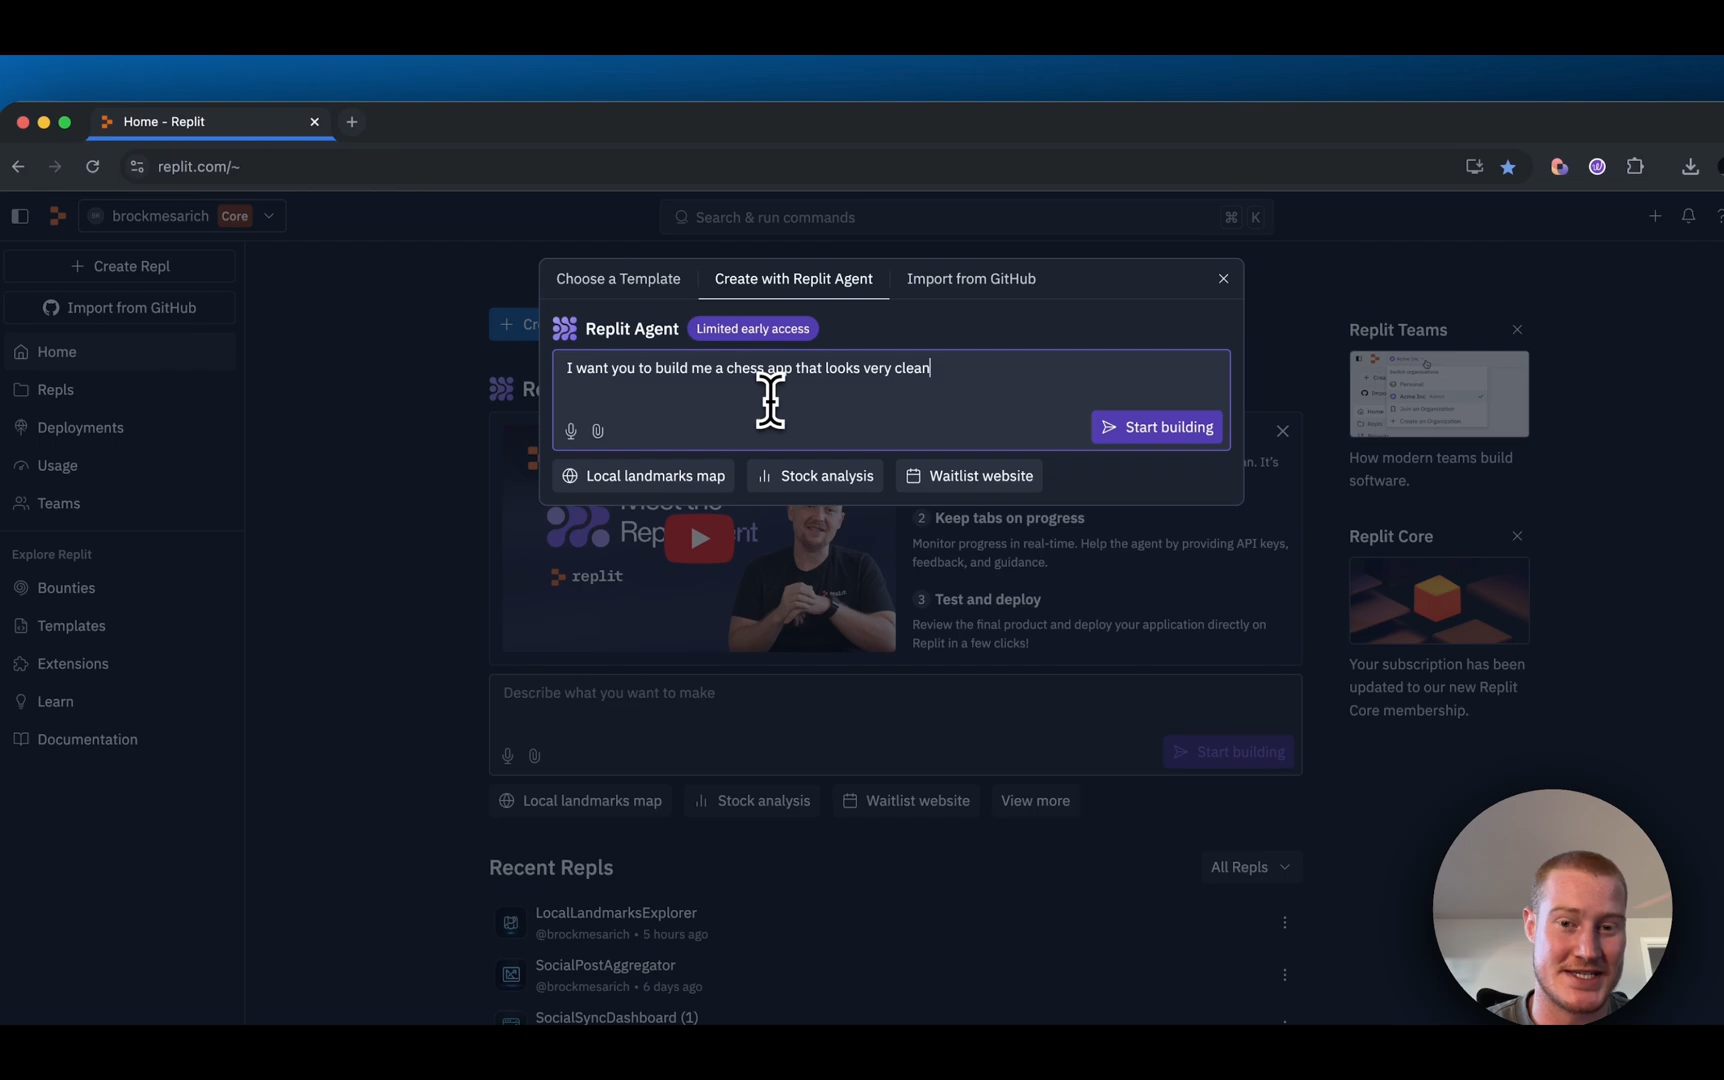 Home - Replit
replit.com/~
brockmesarich Core
Search & run commands
⌘ K
Create Repl
Import from GitHub
Home
Repls
Deployments
Usage
Teams
Explore Replit
Bounties
Templates
Extensions
Learn
Documentation
Choose a Template
Create with Replit Agent
Import from GitHub
Replit Agent Limited early access
I want you to build me a chess app that looks very clean
Start building
Local landmarks map
Stock analysis
Waitlist website
replit
2 Keep tabs on progress
Monitor progress in real-time. Help the agent by providing API keys,
feedback, and guidance.
3 Test and deploy
Review the final product and deploy your application directly on
Replit in a few clicks!
Describe what you want to make
Start building
Local landmarks map
Stock analysis
Waitlist website
View more
Recent Repls
All Repls
LocalLandmarksExplorer
@brockmesarich • 5 hours ago
SocialPostAggregator
@brockmesarich • 6 days ago
SocialSyncDashboard (1)
Replit Teams
How modern teams build
software.
Replit Core
Your subscription has been
updated to our new Replit
Core membership.